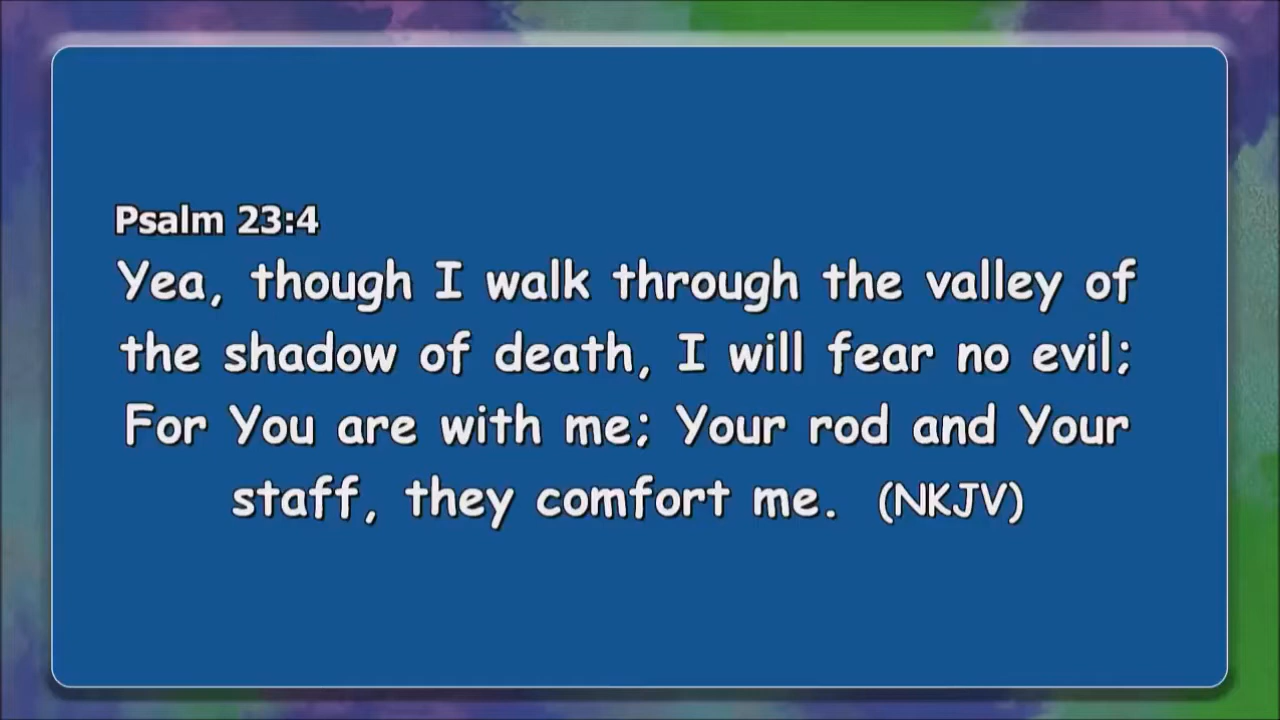 Psalm 23:4
Yea, though I walk through the valley of
the shadow of death, I will fear no evil;
For You are with me; Your rod and Your
staff, they comfort me. (NKJV)